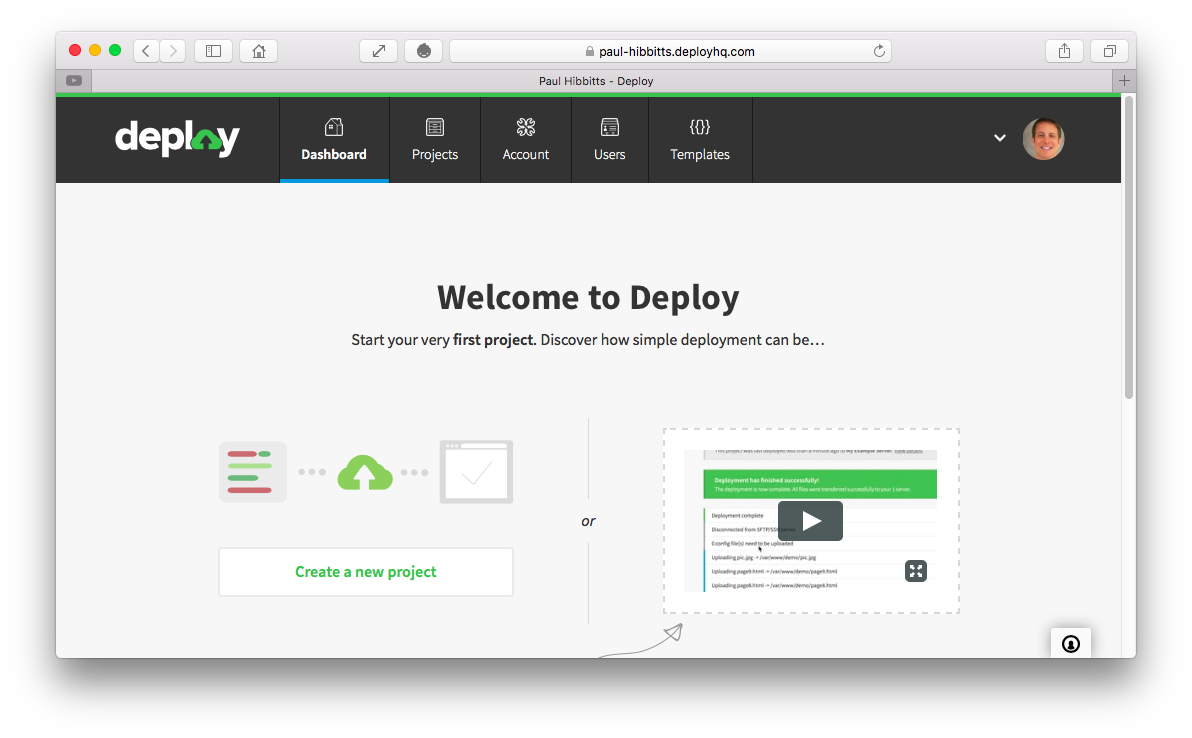 paul-hibbitts.deployhq.com
Paul Hibbitts - Deploy
deploy
Dashboard
Projects
Account
Users
{{}}
Templates
Welcome to Deploy
Start your very first project. Discover how simple deployment can be...
This project was last deployed less than a minute ago to My Example Server. View details
Deployment has finished successfully!
The deployment is now complete. All files were transferred successfully to your 1 server.
Deployment complete
Disconnected from SFTP/SSH
0 config file(s) need to be uploaded
Uploading pic.jpg -> /var/www/demo/pic.jpg
Uploading page9.html -> /var/www/demo/page9.html
Uploading page8.html -> /var/www/demo/page8.html
or
Create a new project